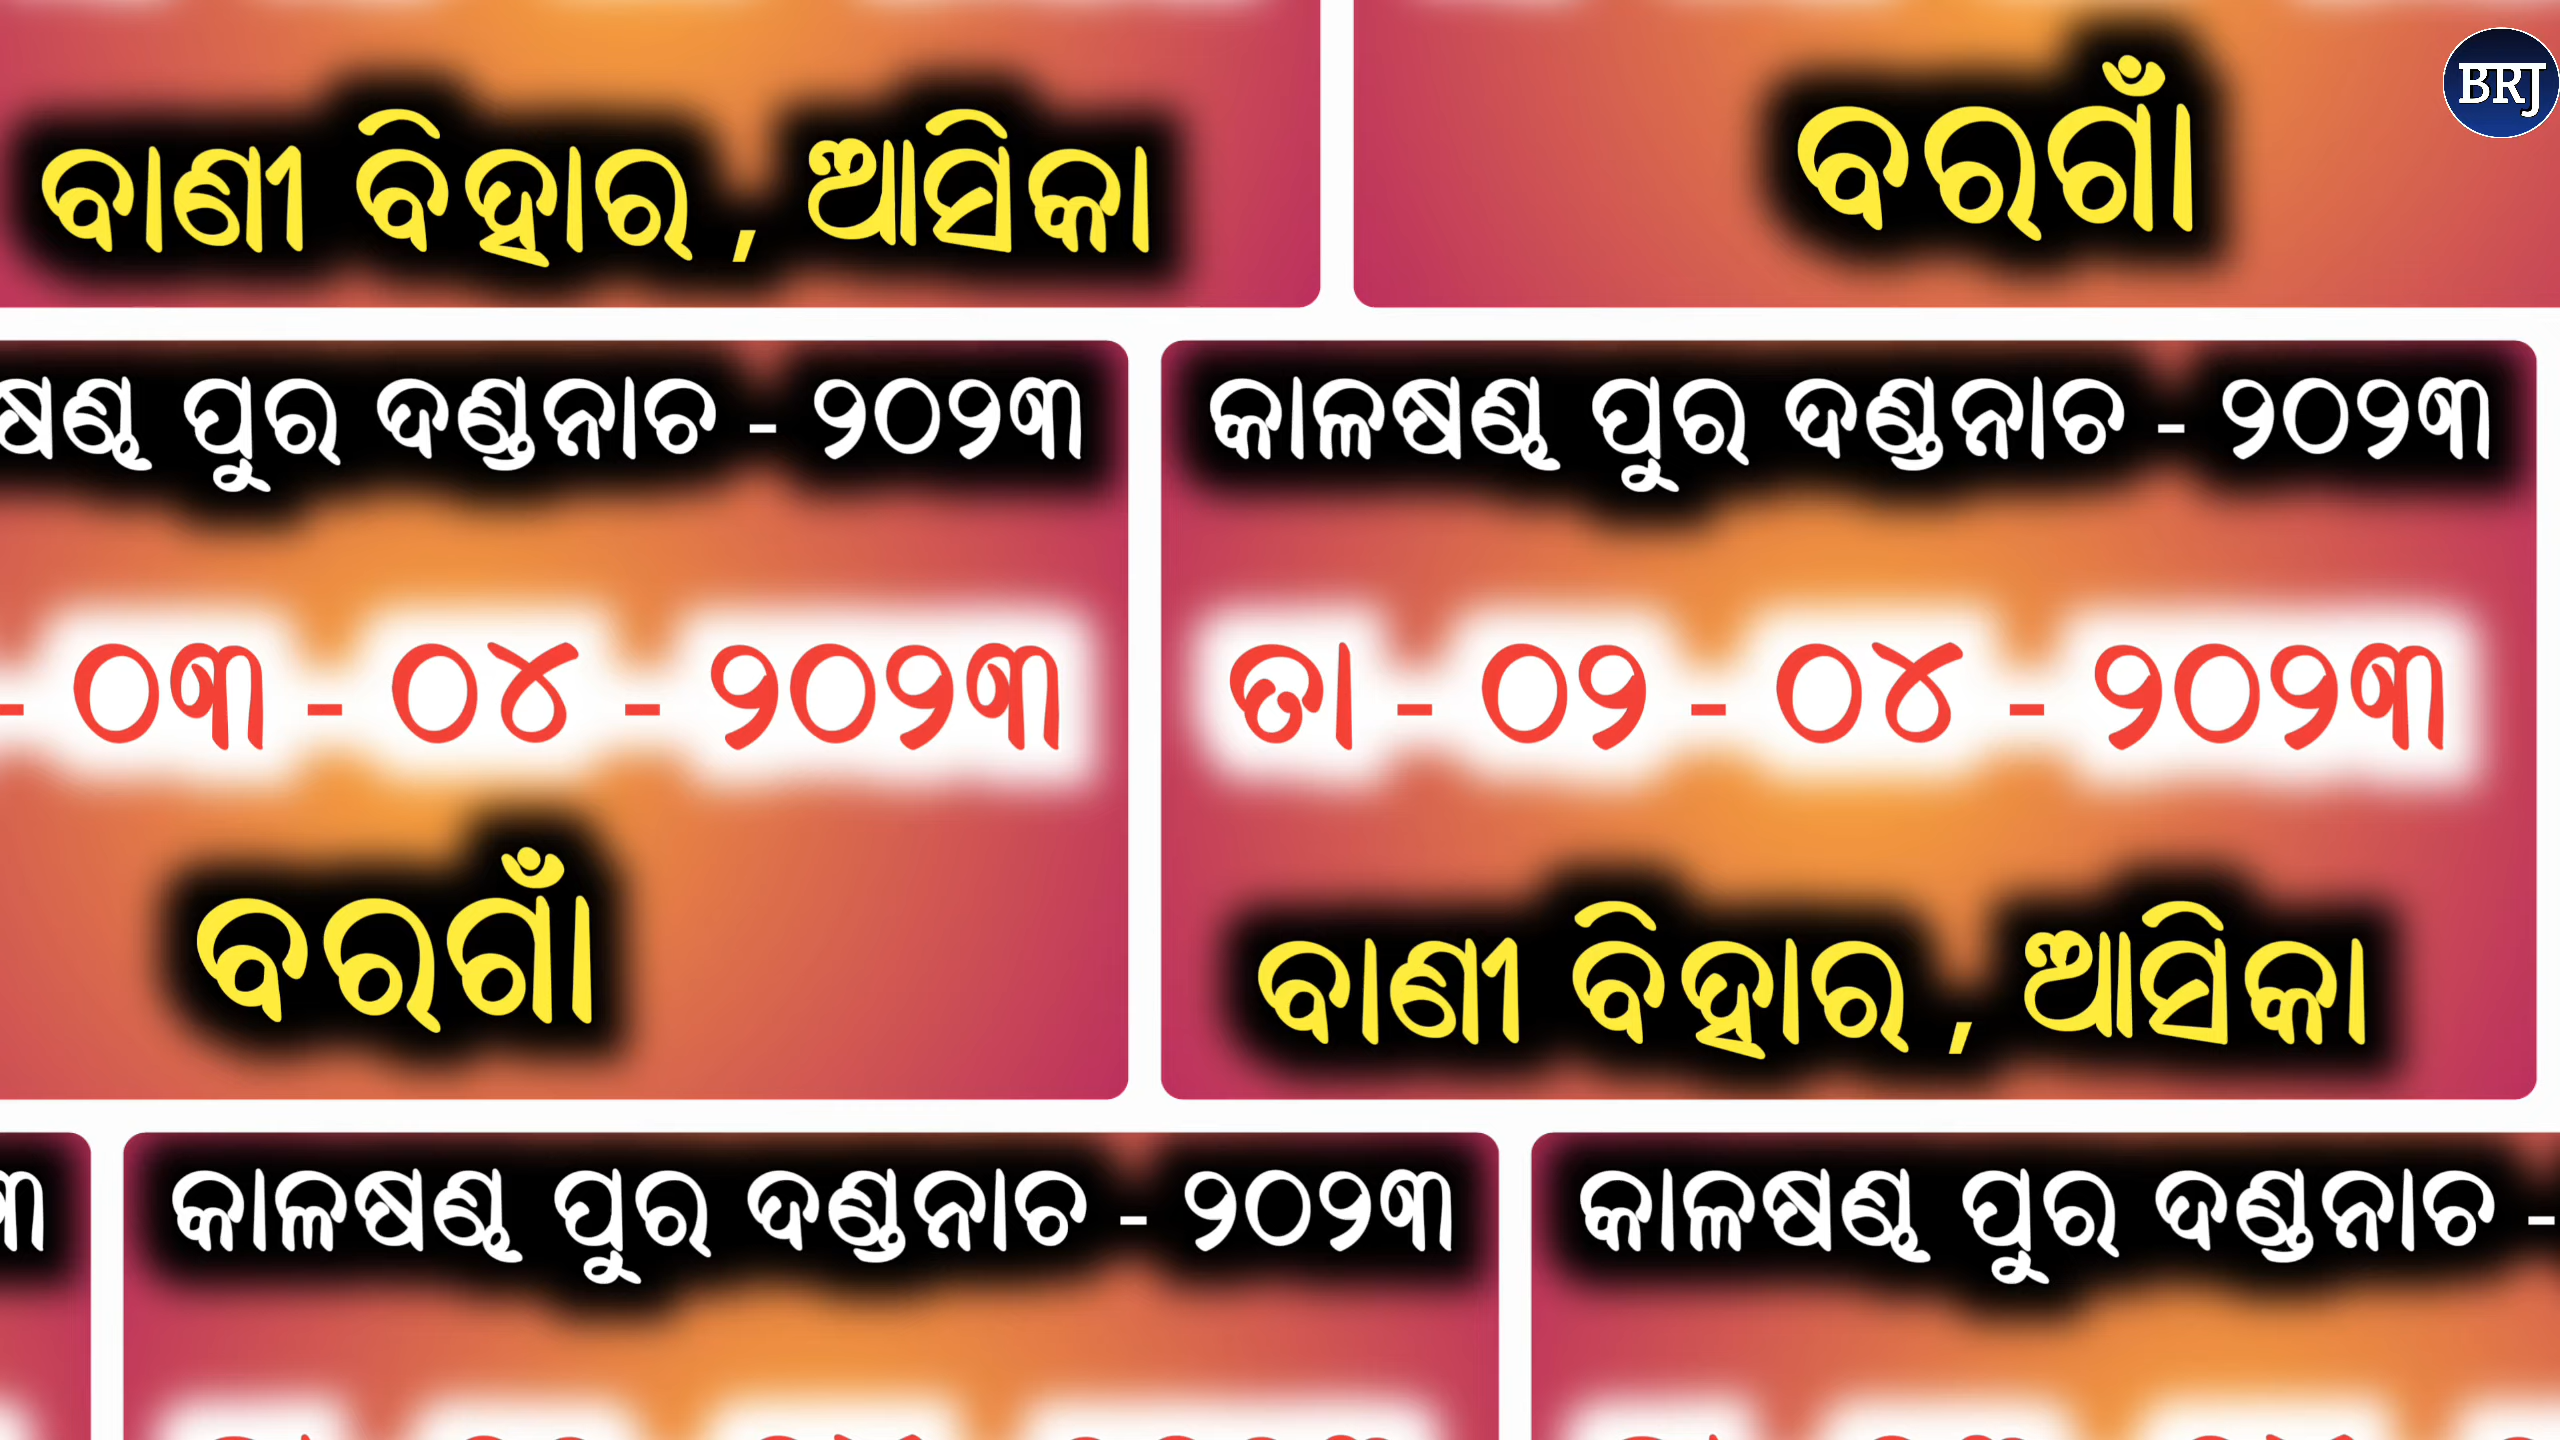 ବାଣୀ ବିହାର , ଆସିକା
ବରଗାଁ
BRJ
ପୁର ଦଣ୍ଡନାଚ - ୨୦୨୩
- ୦୩ - ୦୪ - ୨୦୨୩
ବରଗାଁ
କାଳଷଣ୍ଢ ପୁର ଦଣ୍ଡନାଚ - ୨୦୨୩
ତା - ୦୨ - ୦୪ - ୨୦୨୩
ବାଣୀ ବିହାର , ଆସିକା
୩
କାଳଷଣ୍ଢ ପୁର ଦଣ୍ଡନାଚ - ୨୦୨୩
କାଳଷଣ୍ଢ ପୁର ଦଣ୍ଡନାଚ -